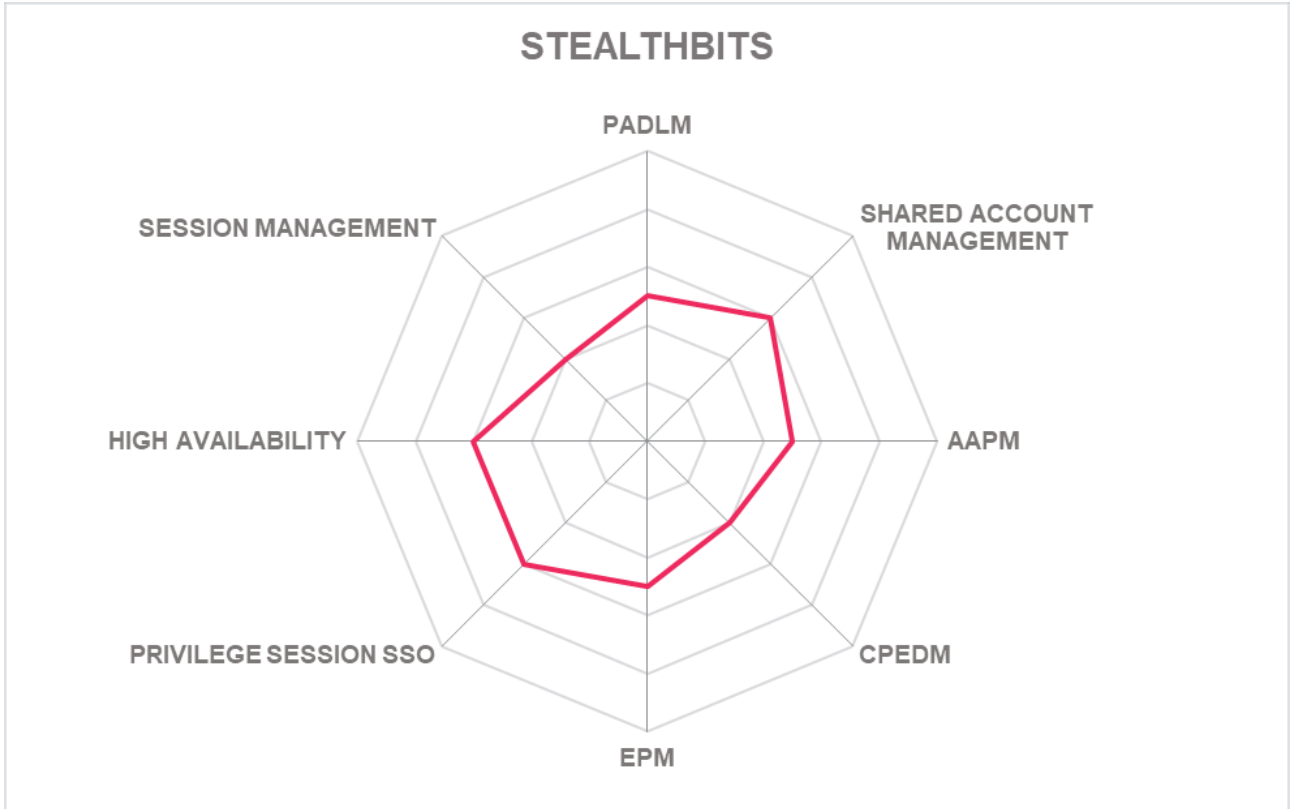 STEALTHBITS
PADLM
SHARED ACCOUNT
MANAGEMENT
SESSION MANAGEMENT
HIGH AVAILABILITY
AAPM
PRIVILEGE SESSION SSO
CPEDM
EPM